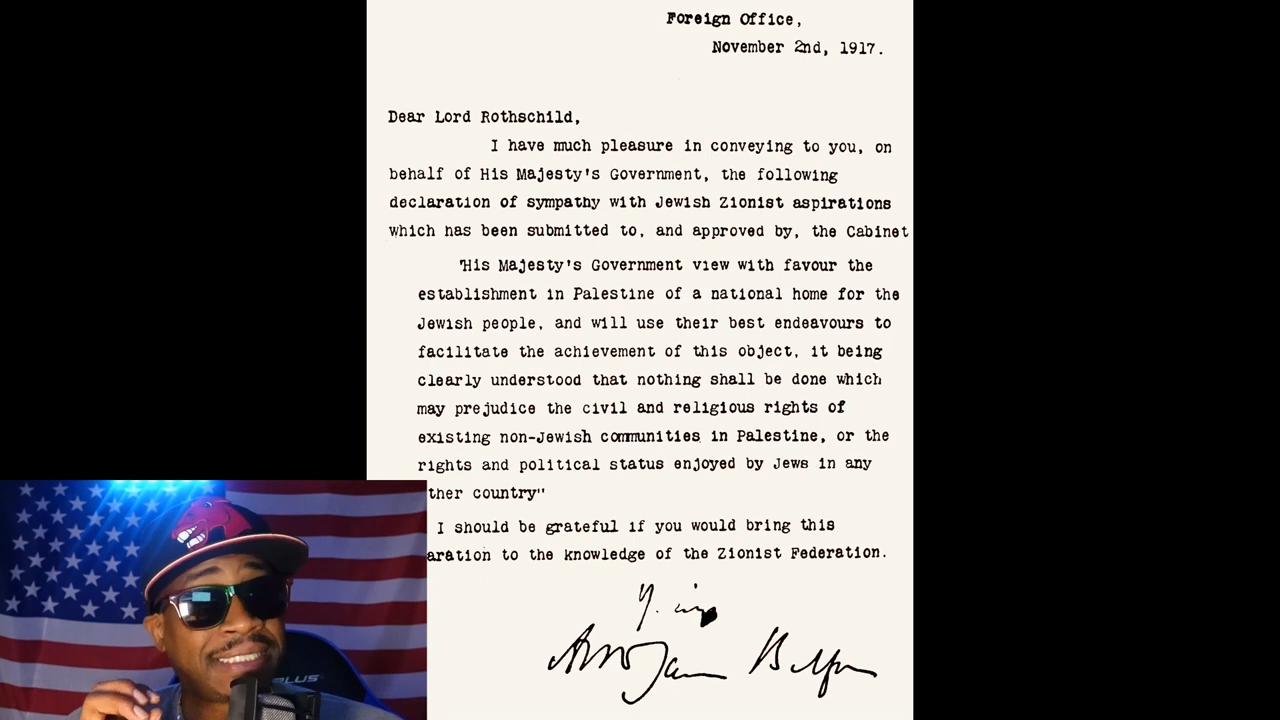 Foreign Office,
November 2nd, 1917.
Dear Lord Rothschild,
I have much pleasure in conveying to you, on
behalf of His Majesty's Government, the following
declaration of sympathy with Jewish Zionist aspirations
which has been submitted to, and approved by, the Cabinet
"His Majesty's Government view with favour the
establishment in Palestine of a national home for the
Jewish people, and will use their best endeavours to
facilitate the achievement of this object, it being
clearly understood that nothing shall be done which
may prejudice the civil and religious rights of
existing non-Jewish communities in Palestine, or the
rights and political status enjoyed by Jews in any
ther country"
I should be grateful if you would bring this
aration to the knowledge of the Zionist Federation.
PLUS